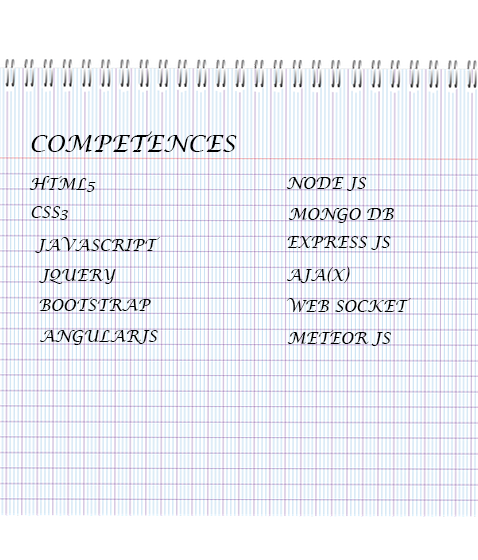 COMPETENCES
HTML5
CSS3
JAVASCRIPT
JQUERY
BOOTSTRAP
ANGULARJS
NODE JS
MONGO DB
EXPRESS JS
AJA(X)
WEB SOCKET
METEOR JS